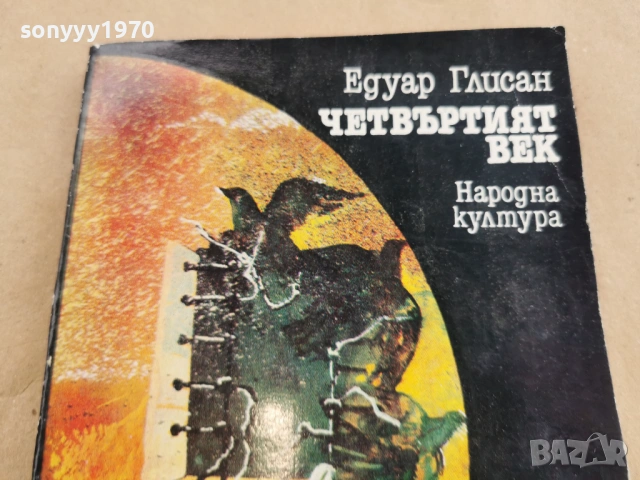 sonyyy1970
Едуар Глисан
ЧЕТВЪРТИЯТ
ВЕК
Народна
култура
BAZAR